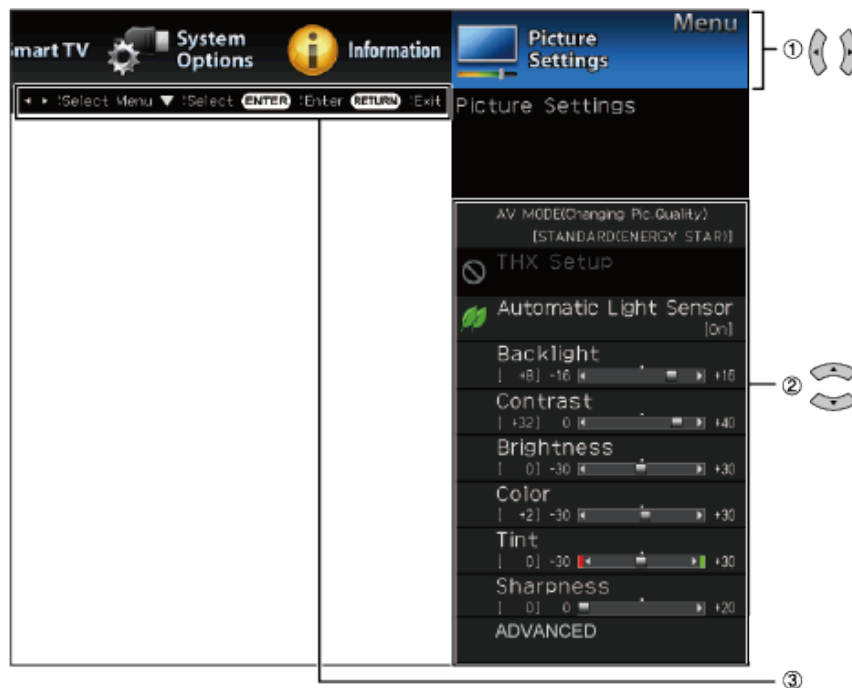 Menu
smart TV
System
Options
Information
Picture
Settings
①
◂ ▸ :Select Menu ▼ :Select ENTER :Enter RETURN :Exit
Picture Settings
AV MODE(Changing Pic.Quality)
[STANDARD(ENERGY STAR)]
THX Setup
Automatic Light Sensor
[On]
Backlight
[ +8] -16 +16
②
Contrast
[ +32] 0 +40
Brightness
[ 0] -30 +30
Color
[ +2] -30 +30
Tint
[ 0] -30 +30
Sharpness
[ 0] 0 +20
ADVANCED
③